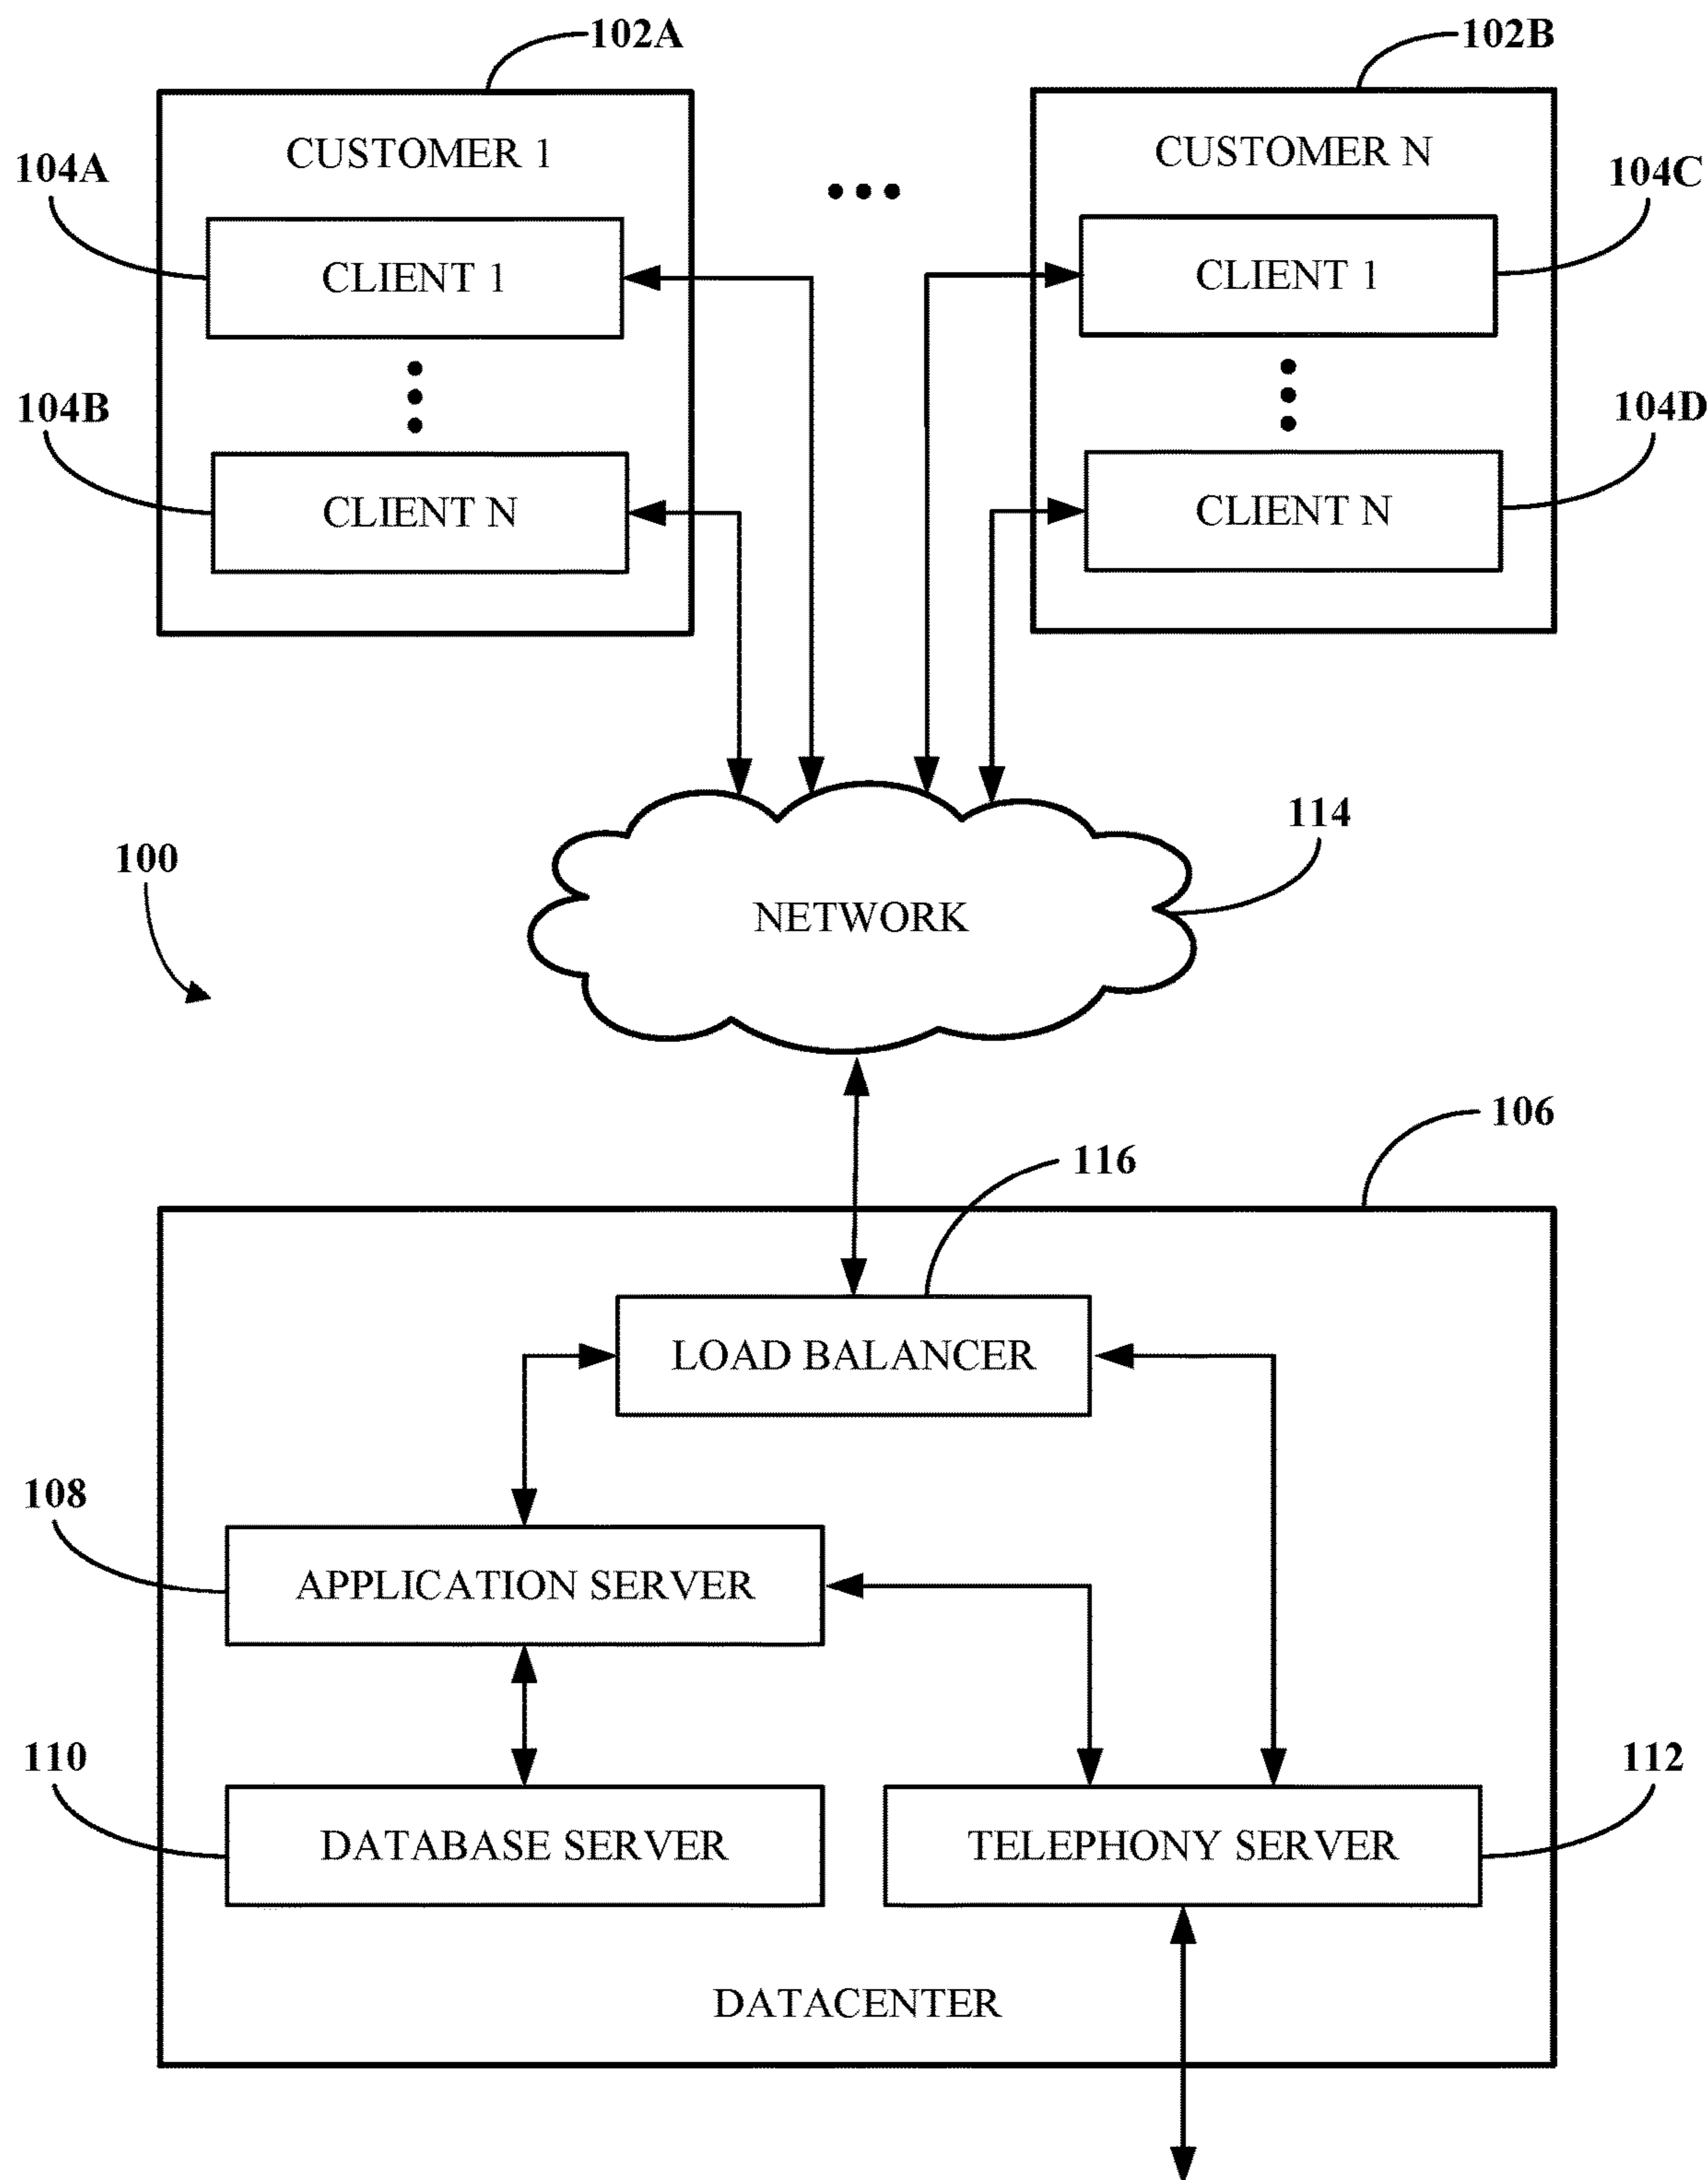 102A
102B
CUSTOMER 1
CUSTOMER N
104A
104C
CLIENT 1
CLIENT 1
104B
104D
CLIENT N
CLIENT N
114
100
NETWORK
106
116
LOAD BALANCER
108
APPLICATION SERVER
110
112
DATABASE SERVER
TELEPHONY SERVER
DATACENTER